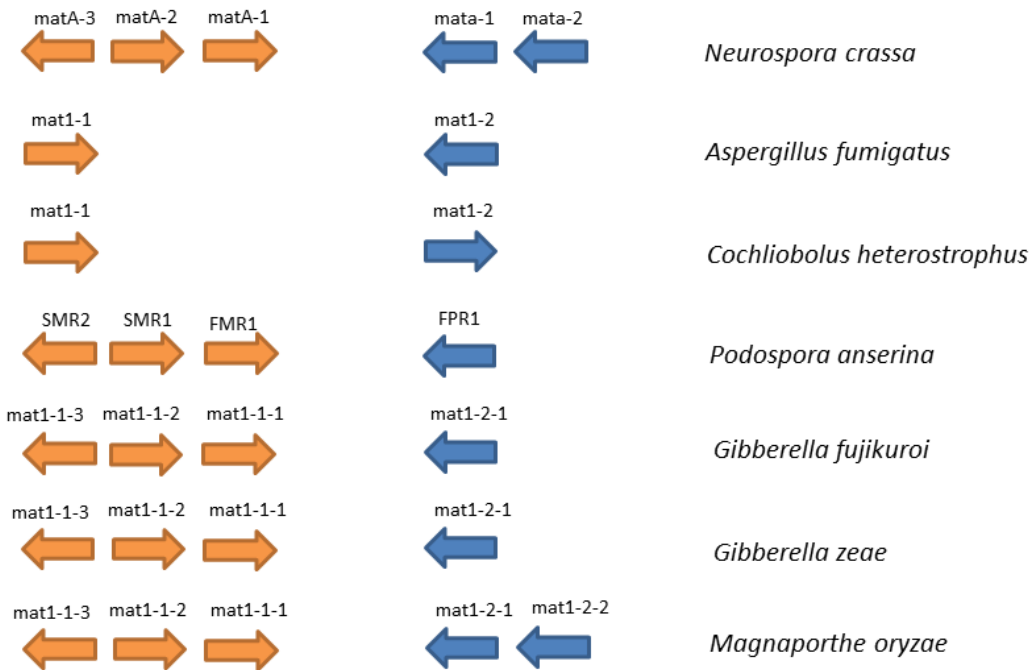 matA-3 matA-2 matA-1 mata-1 mata-2
Neurospora crassa
mat1-1 mat1-2
Aspergillus fumigatus
mat1-1 mat1-2
Cochliobolus heterostrophus
SMR2 SMR1 FMR1 FPR1
Podospora anserina
mat1-1-3 mat1-1-2 mat1-1-1 mat1-2-1
Gibberella fujikuroi
mat1-1-3 mat1-1-2 mat1-1-1 mat1-2-1
Gibberella zeae
mat1-1-3 mat1-1-2 mat1-1-1 mat1-2-1 mat1-2-2
Magnaporthe oryzae